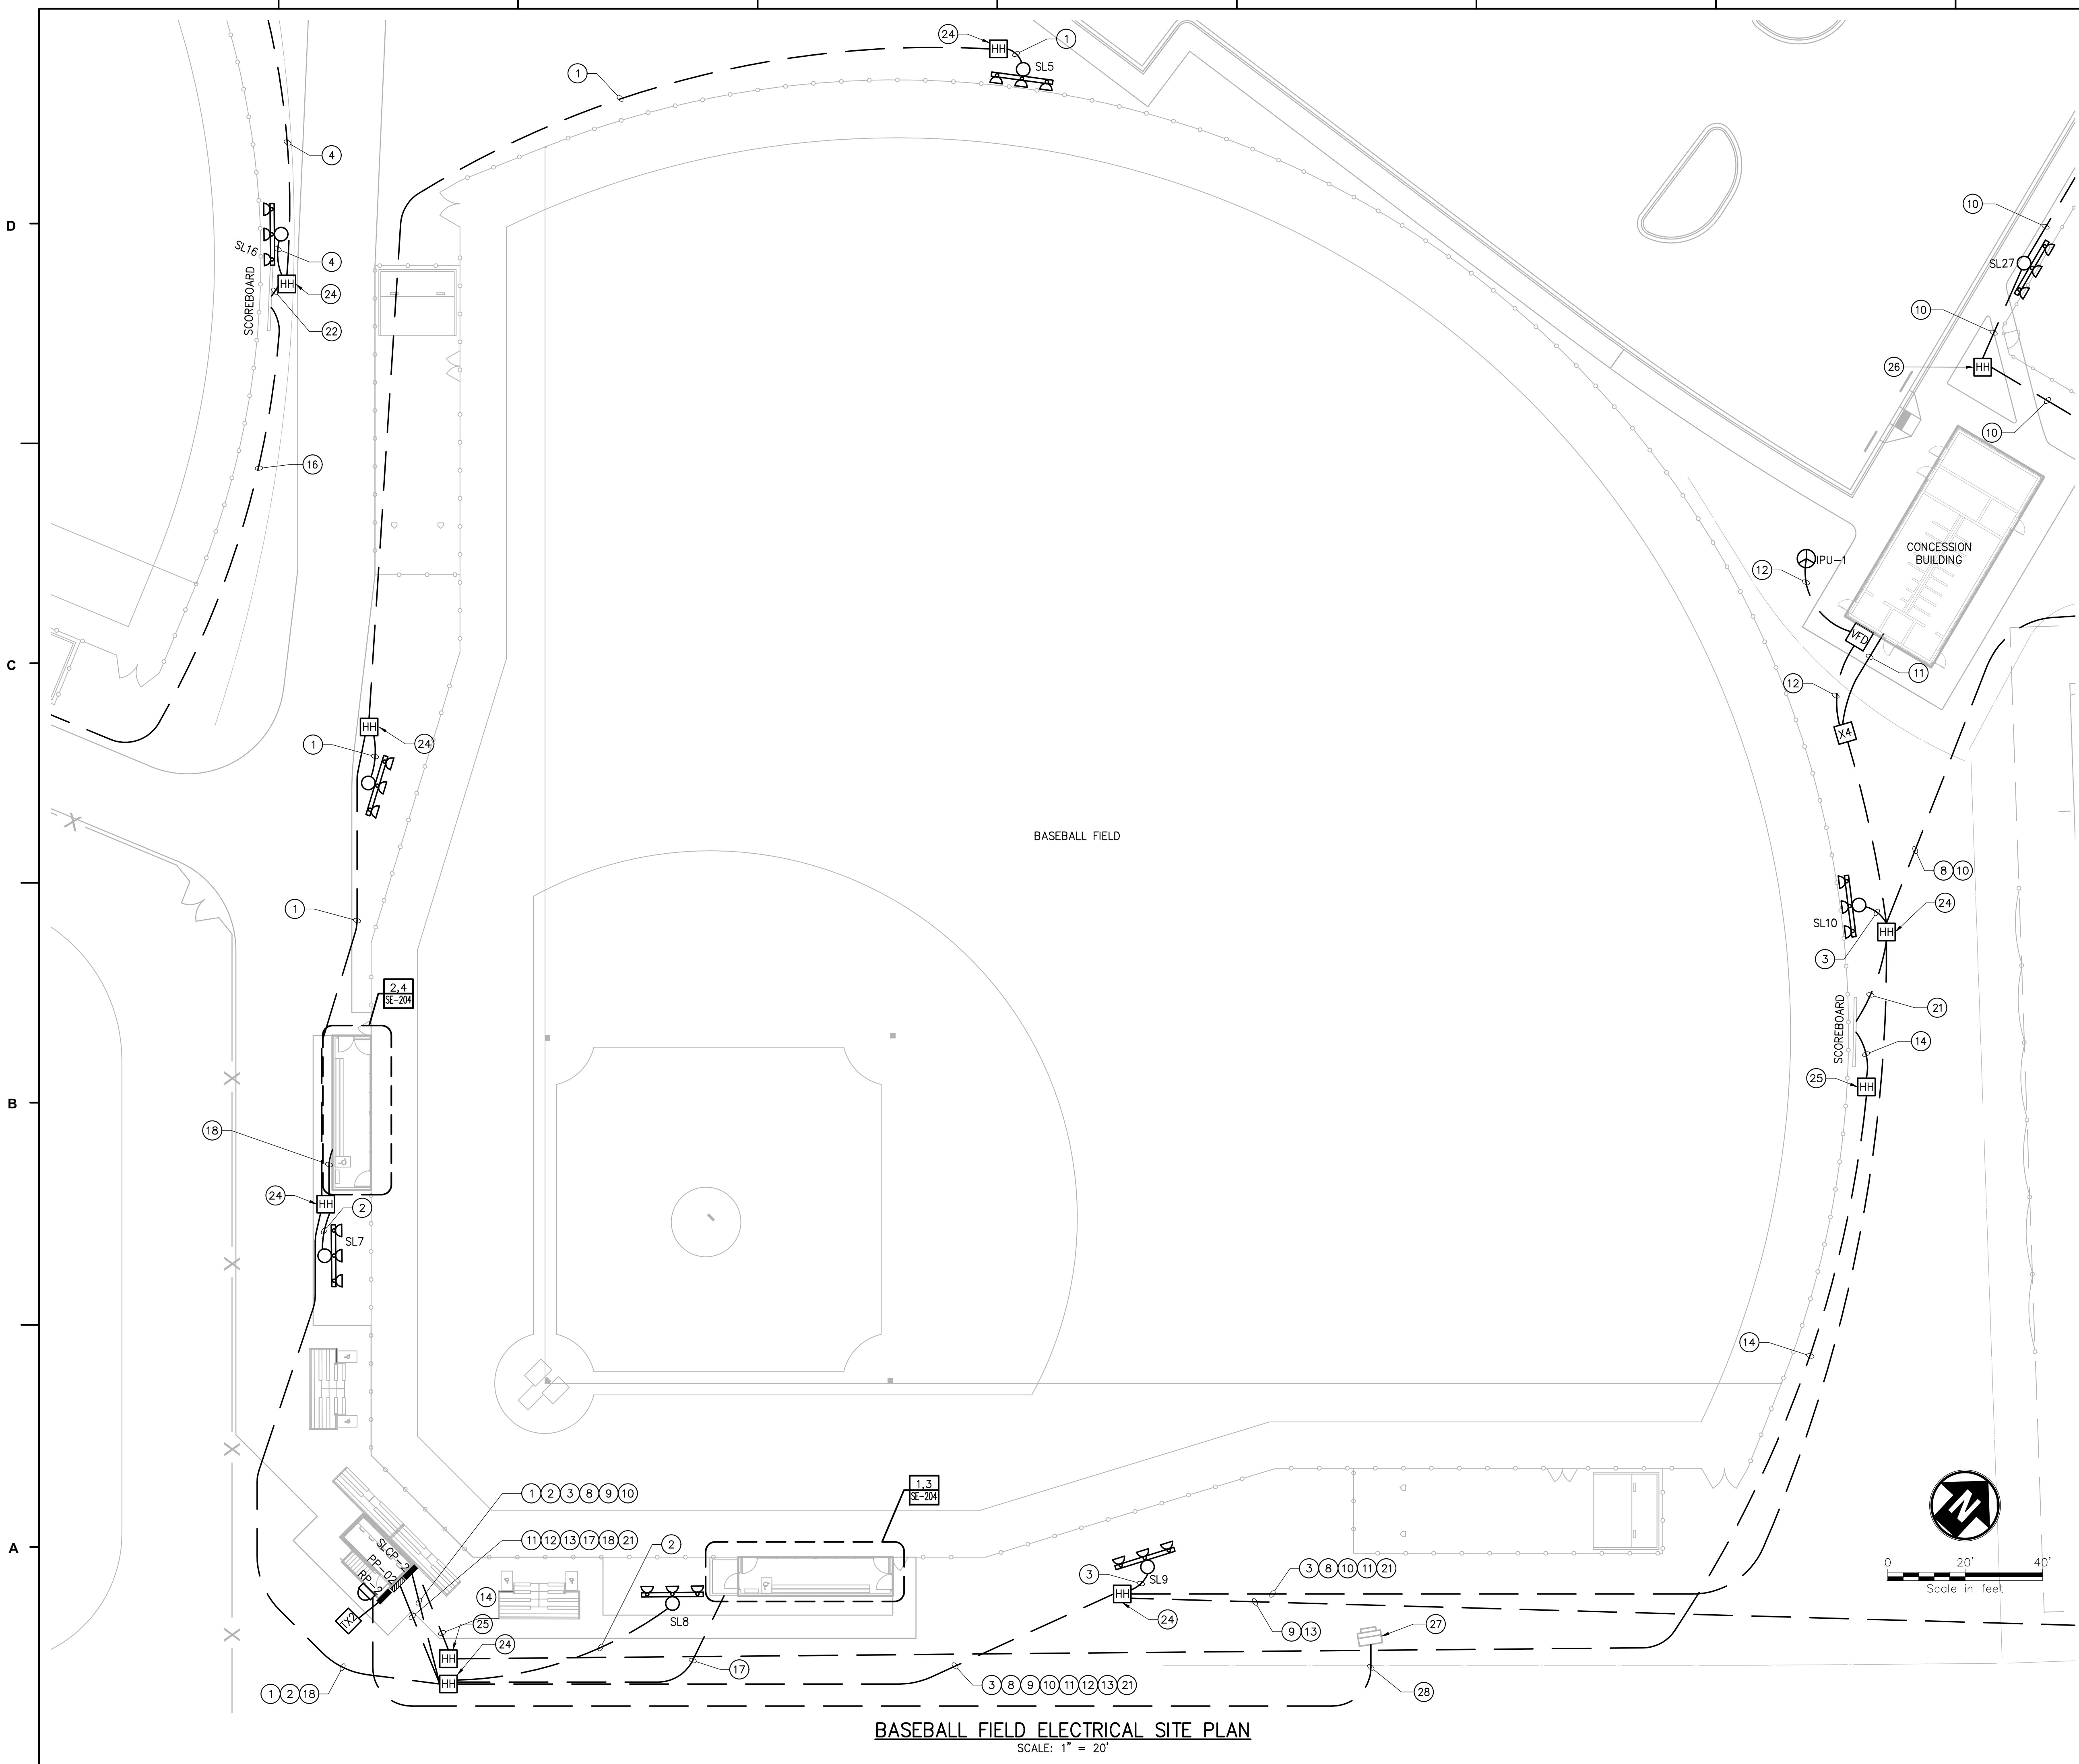 24
1
SL5
1
4
D
10
SL16
4
SL27
HH
24
SCOREBOARD
22
10
26
HH
10
16
CONCESSION
BUILDING
IPU-1
12
VFD
C
11
12
HH
24
1
X4
BASEBALL FIELD
8 10
1
24
SL10
HH
3
2,4
SE-204
SCOREBOARD
21
14
25
HH
B
18
24
HH
2
SL7
14
1,3
SE-204
1 2 3 8 9 10
N
A
11 12 13 17 18 21
2
SLCP-2
PP-02
RP-2
3
SL9
HH
3 8 10 11 21
0 20' 40'
Scale in feet
14
TX2
SL8
24
25
9 13
27
24
HH
HH
17
1 2 18
3 8 9 10 11 12 13 21
28
BASEBALL FIELD ELECTRICAL SITE PLAN
SCALE: 1" = 20'
HH